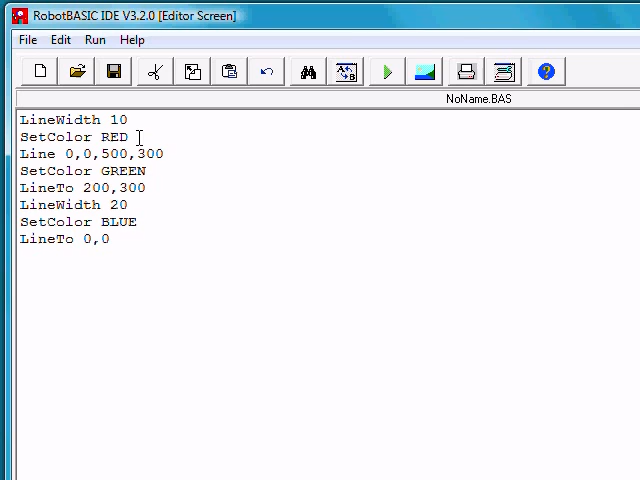 RobotBASIC IDE V3.2.0 [Editor Screen]
File Edit Run Help
A B
A B
?
NoName.BAS
LineWidth 10
SetColor RED
Line 0,0,500,300
SetColor GREEN
LineTo 200,300
LineWidth 20
SetColor BLUE
LineTo 0,0